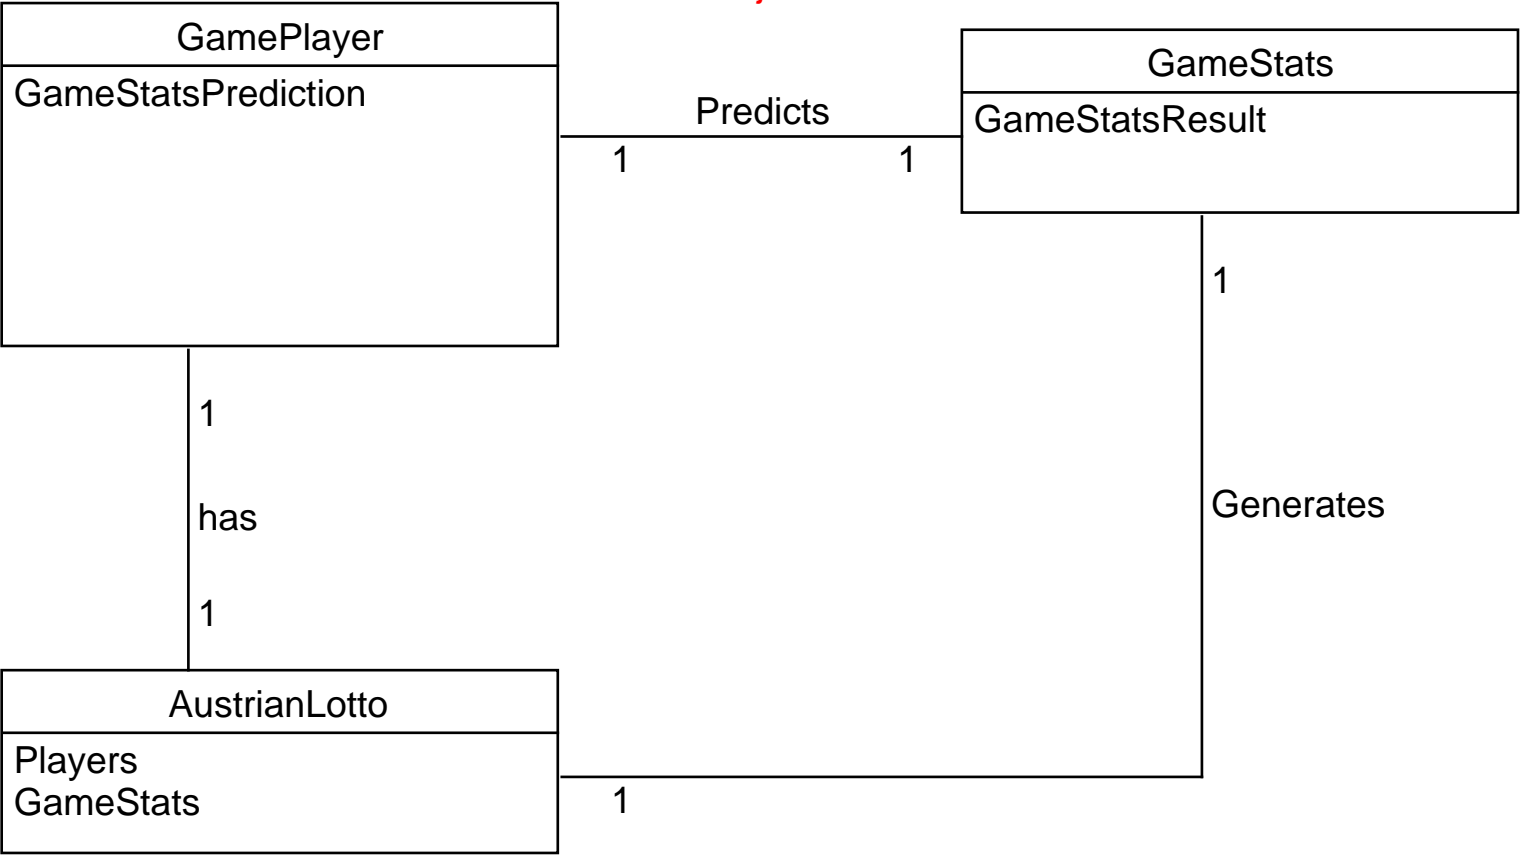 GamePlayer
GameStatsPrediction
Predicts
1
1
GameStats
GameStatsResult
1
has
1
1
Generates
AustrianLotto
Players
GameStats
1